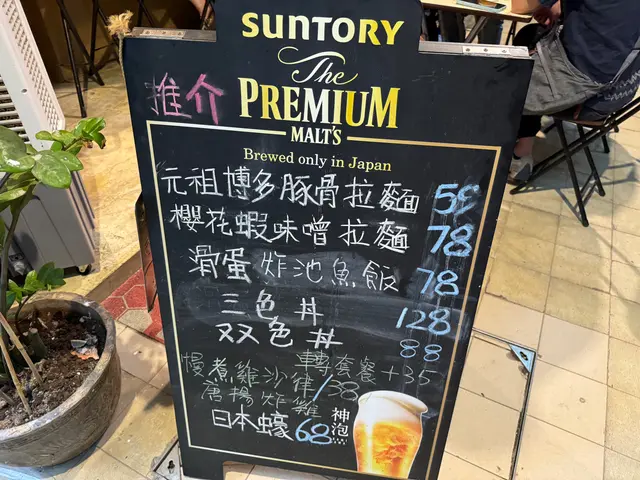 SUNTORY
The
PREMIUM
MALT'S
推介
Brewed only in Japan
元祖博多豚骨拉麵 58
櫻花蝦味噌拉麵 78
滑蛋炸池魚飯 78
三色丼 128
双色丼 88
慢煮雞沙律 / 轉套餐 +35
唐揚炸雞 38
日本蠔 68
神泡